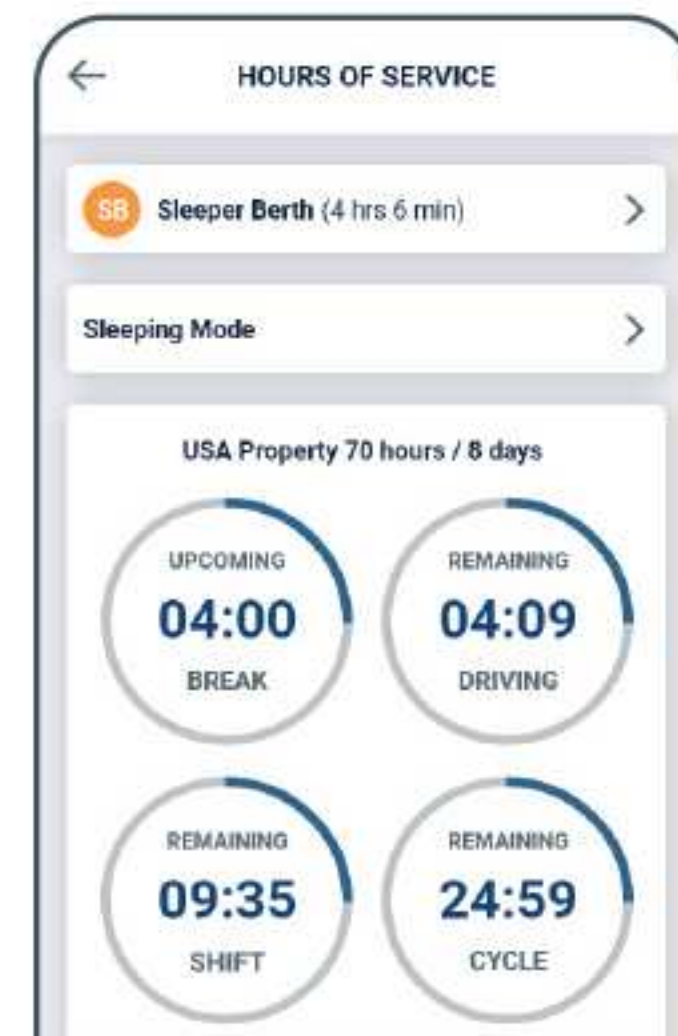 HOURS OF SERVICE
SB Sleeper Berth (4 hrs 6 min)
Sleeping Mode
USA Property 70 hours / 8 days
UPCOMING
04:00
BREAK
REMAINING
04:09
DRIVING
REMAINING
09:35
SHIFT
REMAINING
24:59
CYCLE